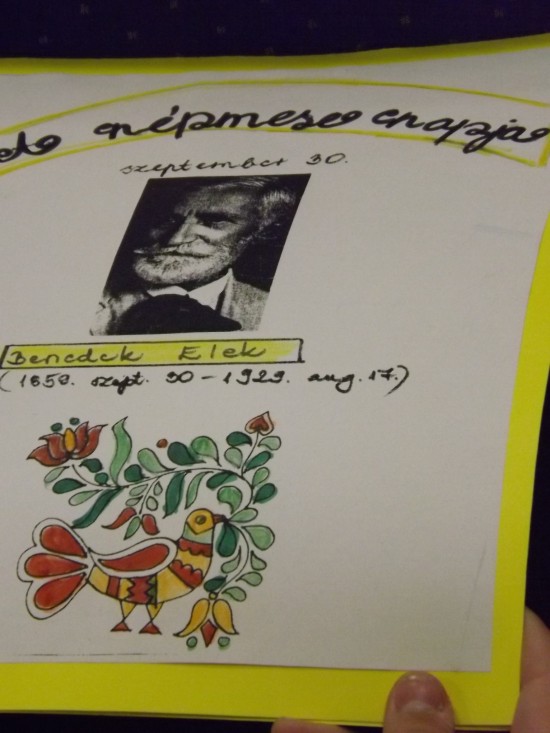 A népmese napja
szeptember 30.
Benedek Elek
(1859. szept. 30 - 1929. aug. 17.)